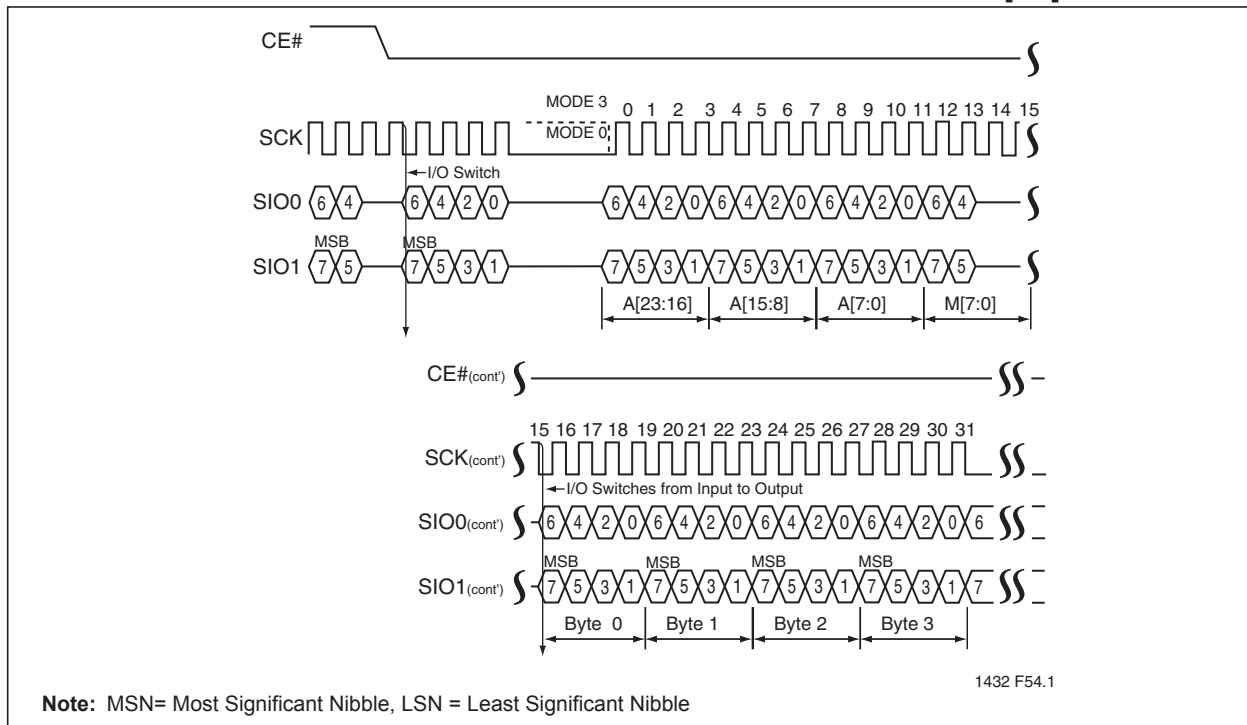 CE#
MODE 3
0 1 2 3 4 5 6 7 8 9 10 11 12 13 14 15
SCK
MODE 0
I/O Switch
SIO0 6 4 6 4 2 0 6 4 2 0 6 4 2 0 6 4 2 0 6 4
MSB MSB
SIO1 7 5 7 5 3 1 7 5 3 1 7 5 3 1 7 5 3 1 7 5
A[23:16] A[15:8] A[7:0] M[7:0]
CE#(cont')
15 16 17 18 19 20 21 22 23 24 25 26 27 28 29 30 31
SCK(cont')
I/O Switches from Input to Output
SIO0(cont') 6 4 2 0 6 4 2 0 6 4 2 0 6 4 2 0 6
MSB MSB MSB MSB
SIO1(cont') 7 5 3 1 7 5 3 1 7 5 3 1 7 5 3 1 7
Byte 0 Byte 1 Byte 2 Byte 3
1432 F54.1
Note: MSN= Most Significant Nibble, LSN = Least Significant Nibble